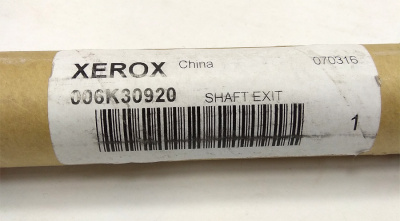 XEROX China 070316
006K30920 SHAFT EXIT
1